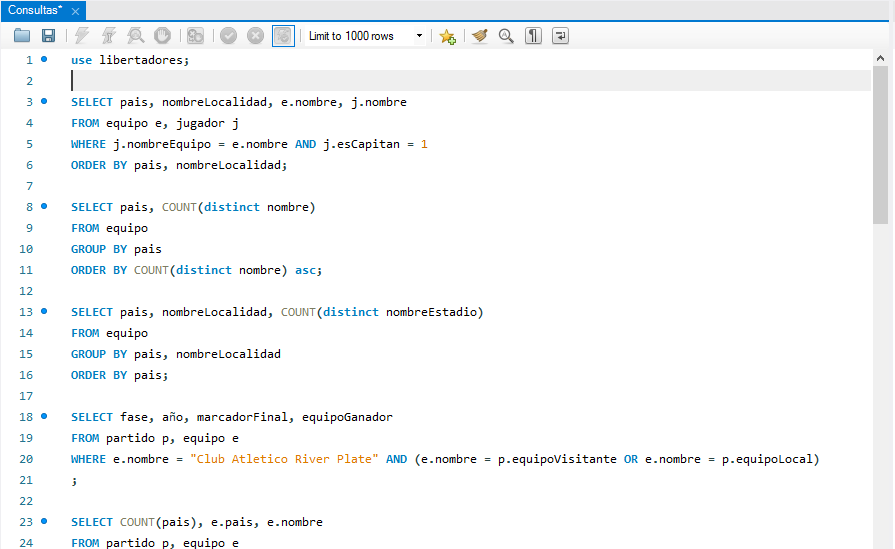 Consultas* ×
Limit to 1000 rows
1 use libertadores;
2
3 SELECT pais, nombreLocalidad, e.nombre, j.nombre
4 FROM equipo e, jugador j
5 WHERE j.nombreEquipo = e.nombre AND j.esCapitan = 1
6 ORDER BY pais, nombreLocalidad;
7
8 SELECT pais, COUNT(distinct nombre)
9 FROM equipo
10 GROUP BY pais
11 ORDER BY COUNT(distinct nombre) asc;
12
13 SELECT pais, nombreLocalidad, COUNT(distinct nombreEstadio)
14 FROM equipo
15 GROUP BY pais, nombreLocalidad
16 ORDER BY pais;
17
18 SELECT fase, año, marcadorFinal, equipoGanador
19 FROM partido p, equipo e
20 WHERE e.nombre = "Club Atletico River Plate" AND (e.nombre = p.equipoVisitante OR e.nombre = p.equipoLocal)
21 ;
22
23 SELECT COUNT(pais), e.pais, e.nombre
24 FROM partido p, equipo e